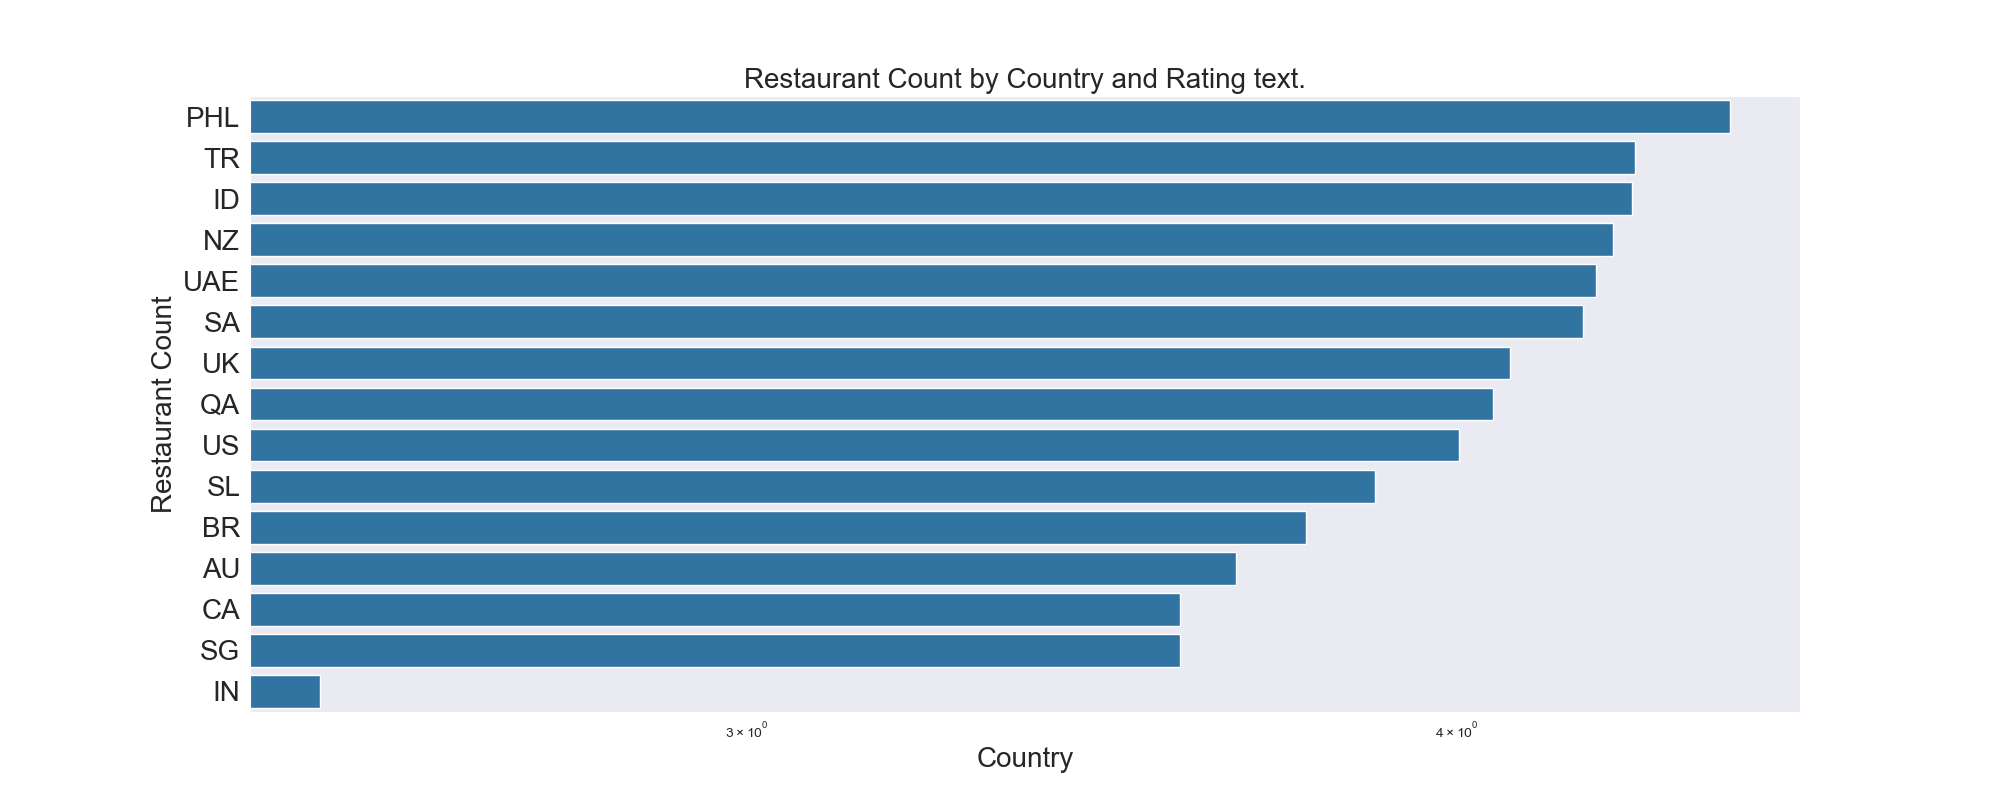 Restaurant Count by Country and Rating text.
Restaurant Count
PHL
TR
ID
NZ
UAE
SA
UK
QA
US
SL
BR
AU
CA
SG
IN
3 × 10⁰
4 × 10⁰
Country